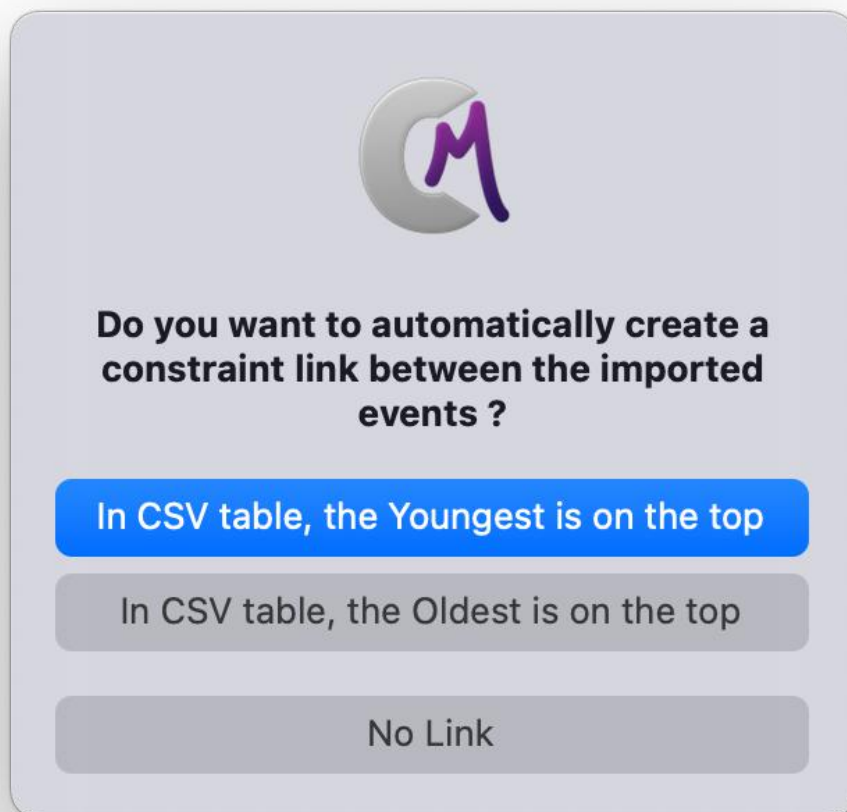 CM
Do you want to automatically create a
constraint link between the imported
events ?
In CSV table, the Youngest is on the top
In CSV table, the Oldest is on the top
No Link